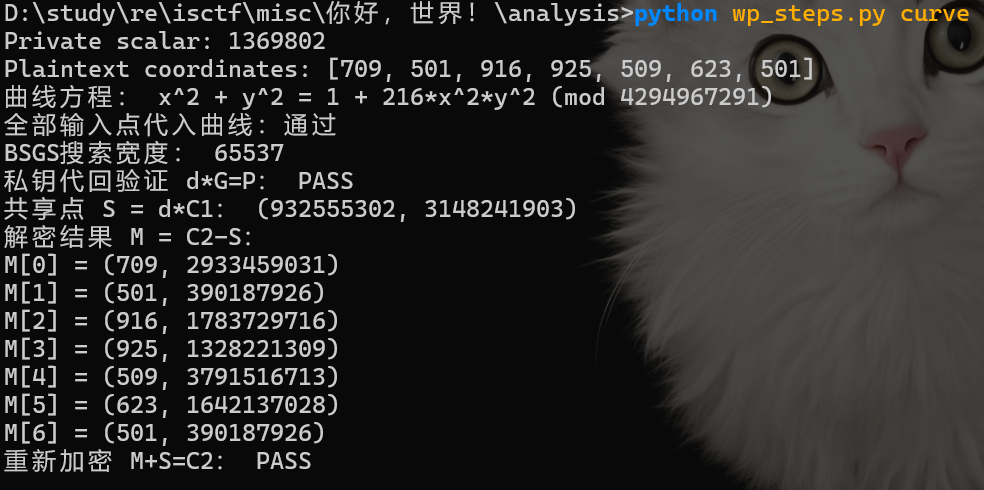 D:\study\re\isctf\misc\你好，世界！\analysis>python wp_steps.py curve
Private scalar: 1369802
Plaintext coordinates: [709, 501, 916, 925, 509, 623, 501]
曲线方程： x^2 + y^2 = 1 + 216*x^2*y^2 (mod 4294967291)
全部输入点代入曲线：通过
BSGS搜索宽度： 65537
私钥代回验证 d*G=P： PASS
共享点 S = d*C1： (932555302, 3148241903)
解密结果 M = C2-S：
M[0] = (709, 2933459031)
M[1] = (501, 390187926)
M[2] = (916, 1783729716)
M[3] = (925, 1328221309)
M[4] = (509, 3791516713)
M[5] = (623, 1642137028)
M[6] = (501, 390187926)
重新加密 M+S=C2： PASS